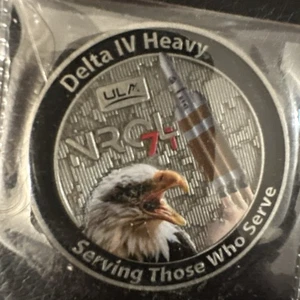 Delta IV Heavy
ULA
NROL
71
Serving Those Who Serve